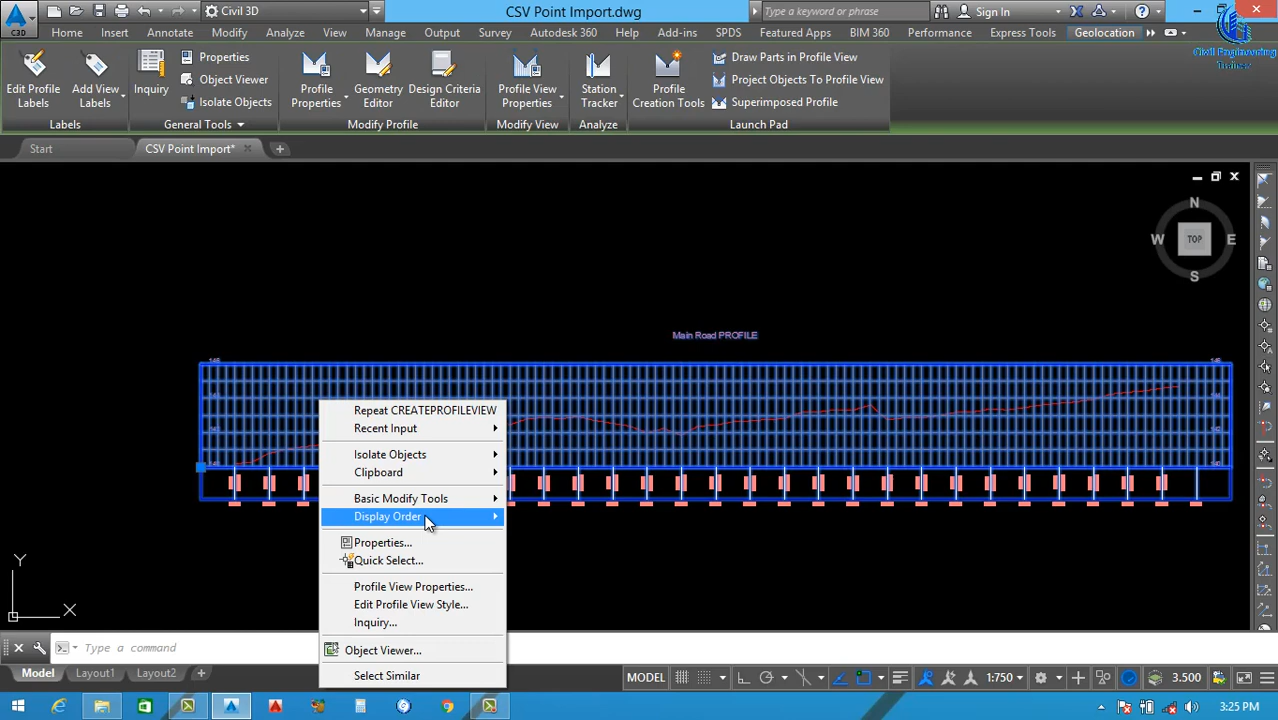 Civil 3D
CSV Point Import.dwg
Type a keyword or phrase
Sign In
C3D
Home Insert Annotate Modify Analyze View Manage Output Survey Autodesk 360 Help Add-ins SPDS Featured Apps BIM 360 Performance Express Tools Geolocation
Civil Engineering
Trainer
Edit Profile Labels
Add View Labels
Labels
Inquiry
Properties
Object Viewer
Isolate Objects
General Tools
Profile Properties
Geometry Editor
Design Criteria Editor
Modify Profile
Profile View Properties
Modify View
Station Tracker
Analyze
Profile Creation Tools
Draw Parts in Profile View
Project Objects To Profile View
Superimposed Profile
Launch Pad
Start
CSV Point Import*
N
W TOP E
S
Main Road PROFILE
Repeat CREATEPROFILEVIEW
Recent Input
Isolate Objects
Clipboard
Basic Modify Tools
Display Order
Properties...
Quick Select...
Profile View Properties...
Edit Profile View Style...
Inquiry...
Object Viewer...
Select Similar
Y
X
Type a command
Model Layout1 Layout2
MODEL
1:750
3.500
3:25 PM